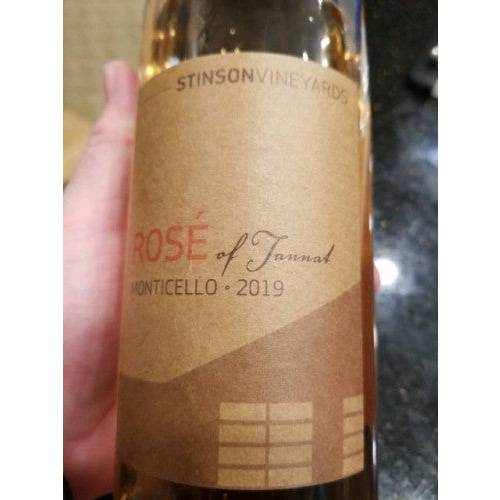 STINSONVINEYARDS
ROSÉ of Tannat
MONTICELLO • 2019